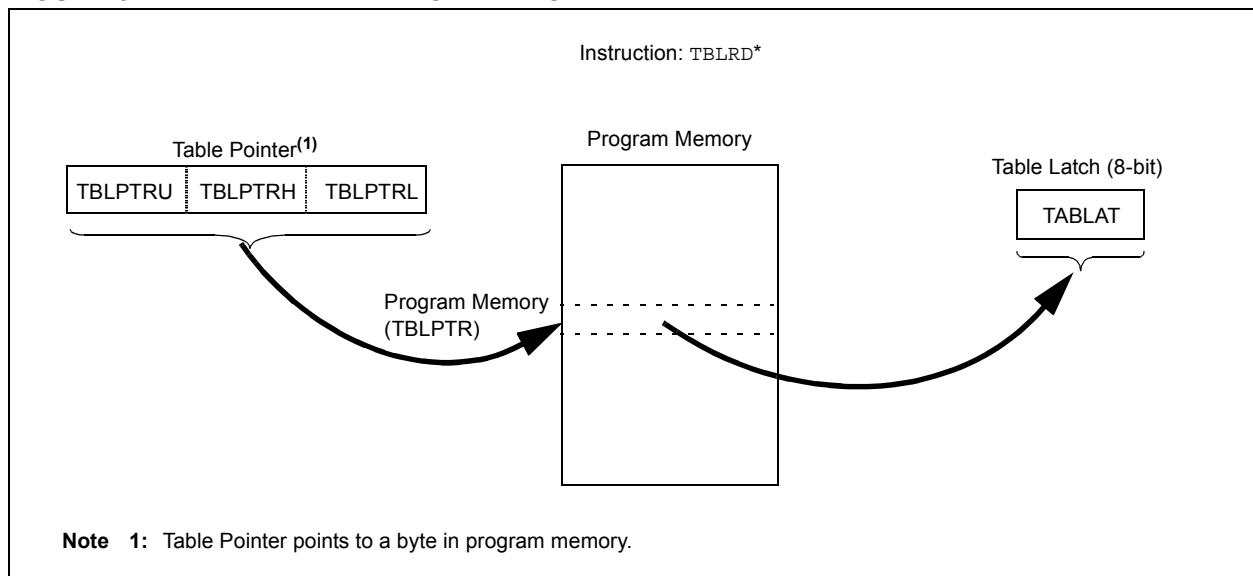 Instruction: TBLRD*
Table Pointer(1)
Program Memory
Table Latch (8-bit)
TBLPTRU TBLPTRH TBLPTRL
TABLAT
Program Memory
(TBLPTR)
Note 1: Table Pointer points to a byte in program memory.